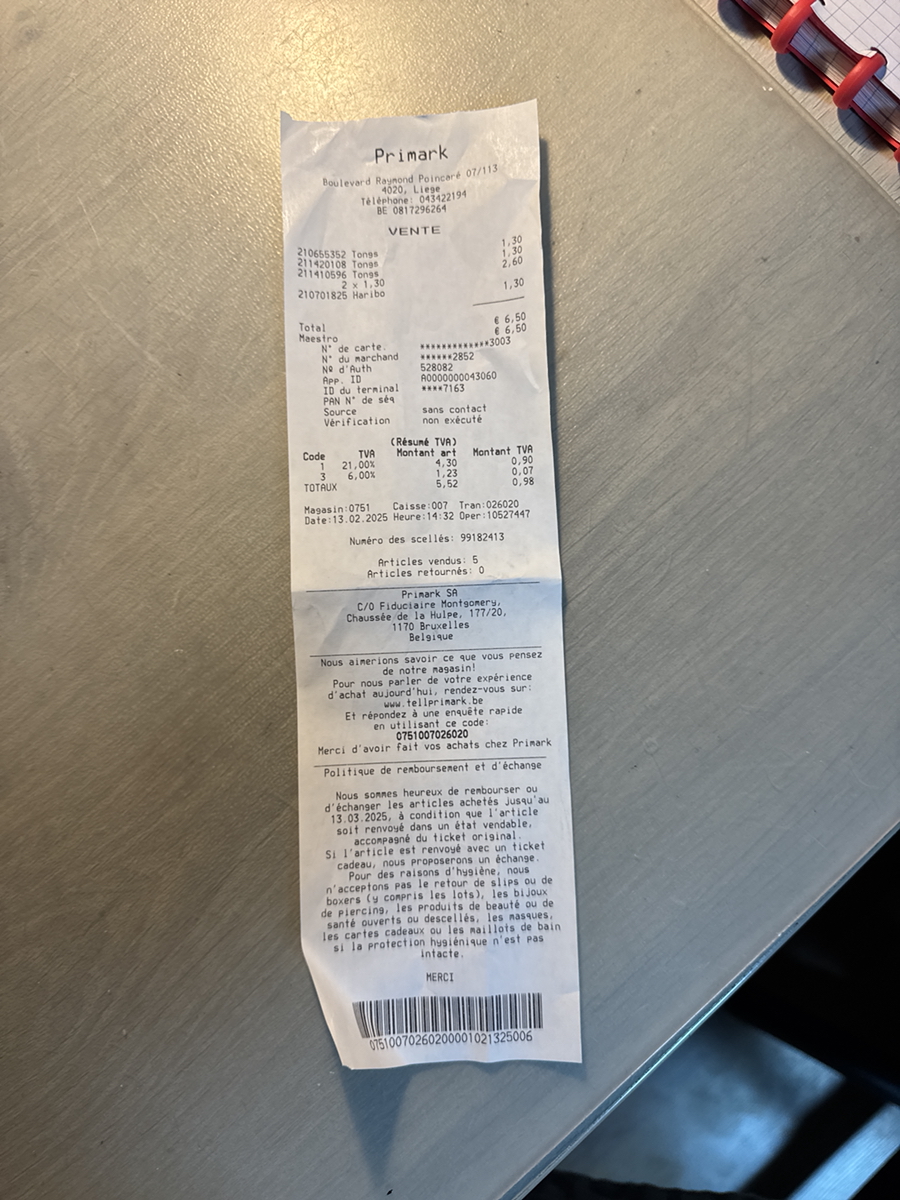 Primark
Boulevard Raymond Poincaré 07/113
4020, Liege
Téléphone: 043422194
BE 0817296264
VENTE
210655352 Tongs 1,30
211420108 Tongs 1,30
211410596 Tongs 2,60
2 x 1,30
210701825 Haribo 1,30
Total € 6,50
Maestro € 6,50
N° de carte. ************3003
N° du marchand ******2852
Nº d'Auth 528082
App. ID A0000000043060
ID du terminal ****7163
PAN N° de séq
Source sans contact
Vérification non exécuté
(Résumé TVA)
Code TVA Montant art Montant TVA
1 21,00% 4,30 0,90
3 6,00% 1,23 0,07
TOTAUX 5,52 0,98
Magasin:0751 Caisse:007 Tran:026020
Date:13.02.2025 Heure:14:32 Oper:10527447
Numéro des scellés: 99182413
Articles vendus: 5
Articles retournés: 0
Primark SA
C/O Fiduciaire Montgomery,
Chaussée de la Hulpe, 177/20,
1170 Bruxelles
Belgique
Nous aimerions savoir ce que vous pensez
de notre magasin!
Pour nous parler de votre expérience
d'achat aujourd'hui, rendez-vous sur:
www.tellprimark.be
Et répondez à une enquête rapide
en utilisant ce code:
0751007026020
Merci d'avoir fait vos achats chez Primark
Politique de remboursement et d'échange
Nous sommes heureux de rembourser ou
d'échanger les articles achetés jusqu'au
13.03.2025, à condition que l'article
soit renvoyé dans un état vendable,
accompagné du ticket original.
Si l'article est renvoyé avec un ticket
cadeau, nous proposerons un échange.
Pour des raisons d'hygiène, nous
n'acceptons pas le retour de slips ou de
boxers (y compris les lots), les bijoux
de piercing, les produits de beauté ou de
santé ouverts ou descellés, les masques,
les cartes cadeaux ou les maillots de bain
si la protection hygiénique n'est pas
intacte.
MERCI
07510070260200001021325006